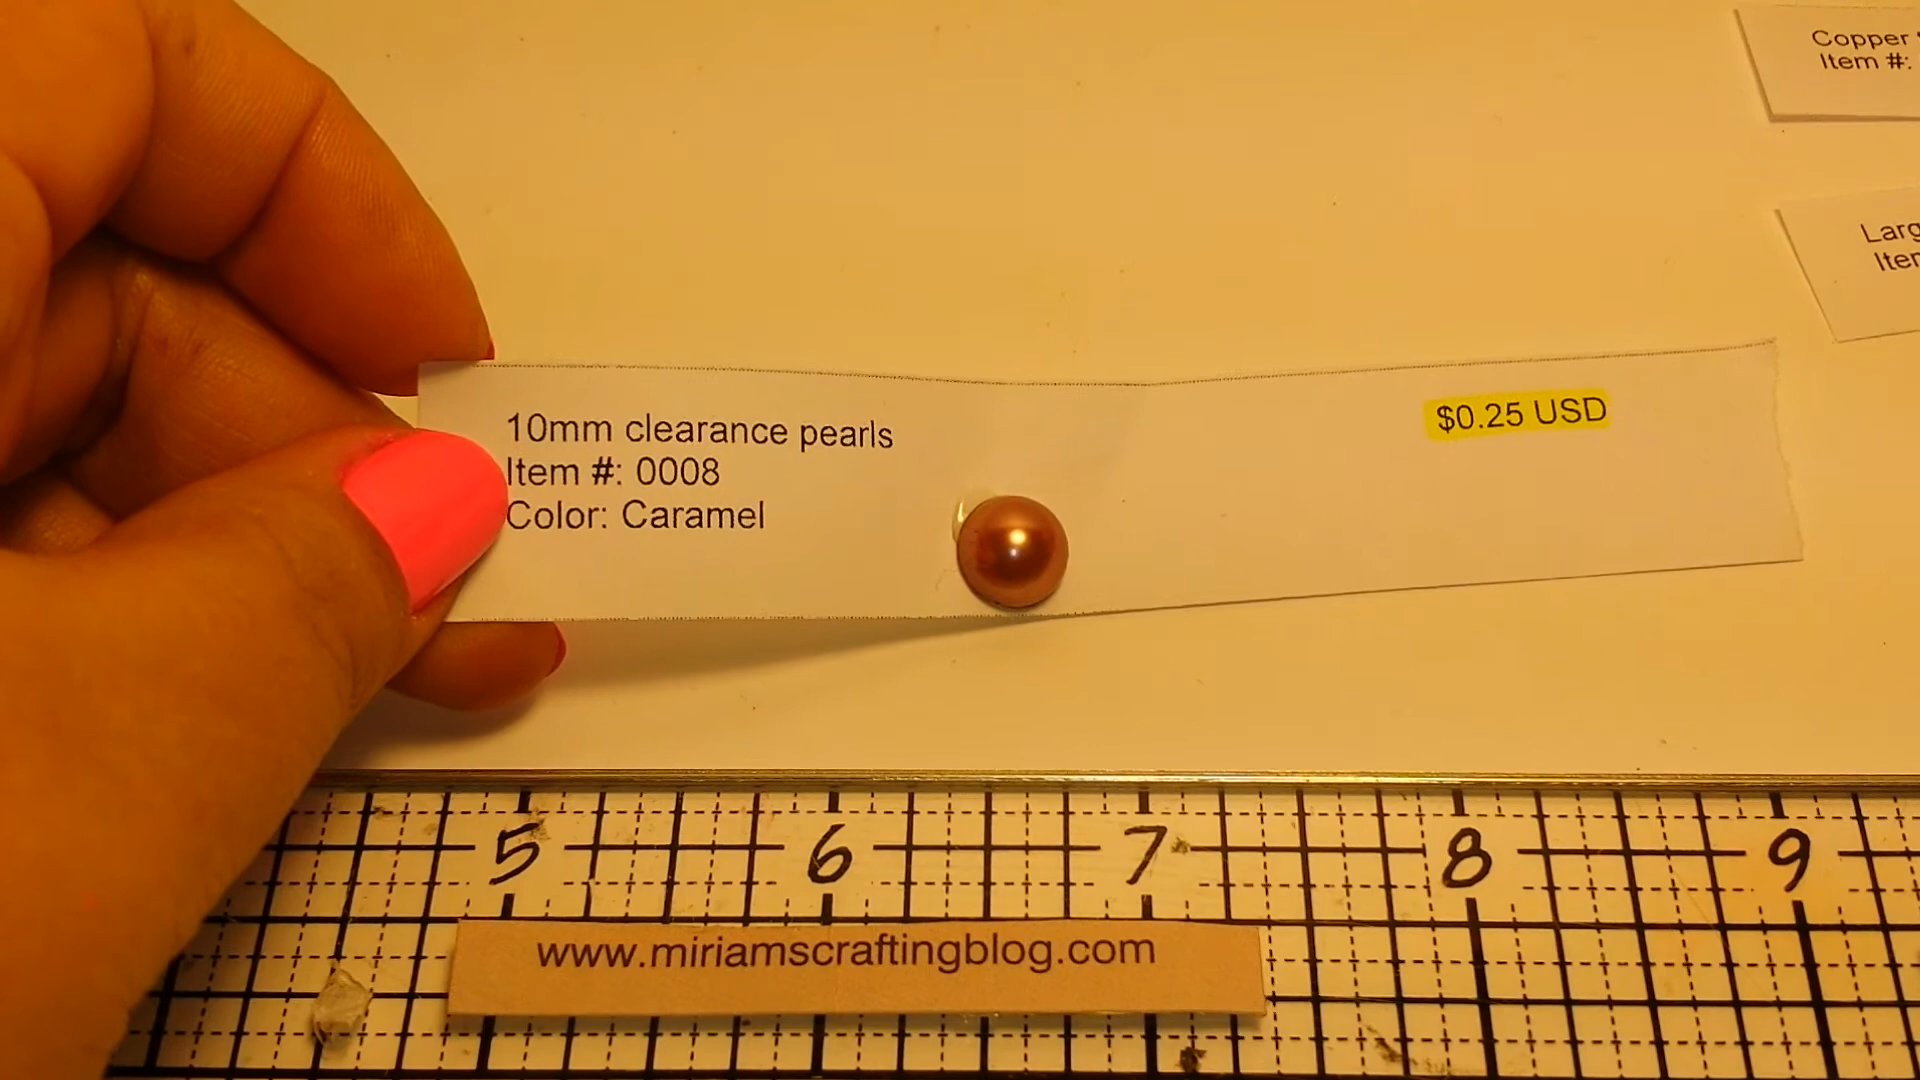 Copper
Item #:
Item
10mm clearance pearls
$0.25 USD
Item #: 0008
Color: Caramel
5 6 7 8 9
www.miriamscraftingblog.com